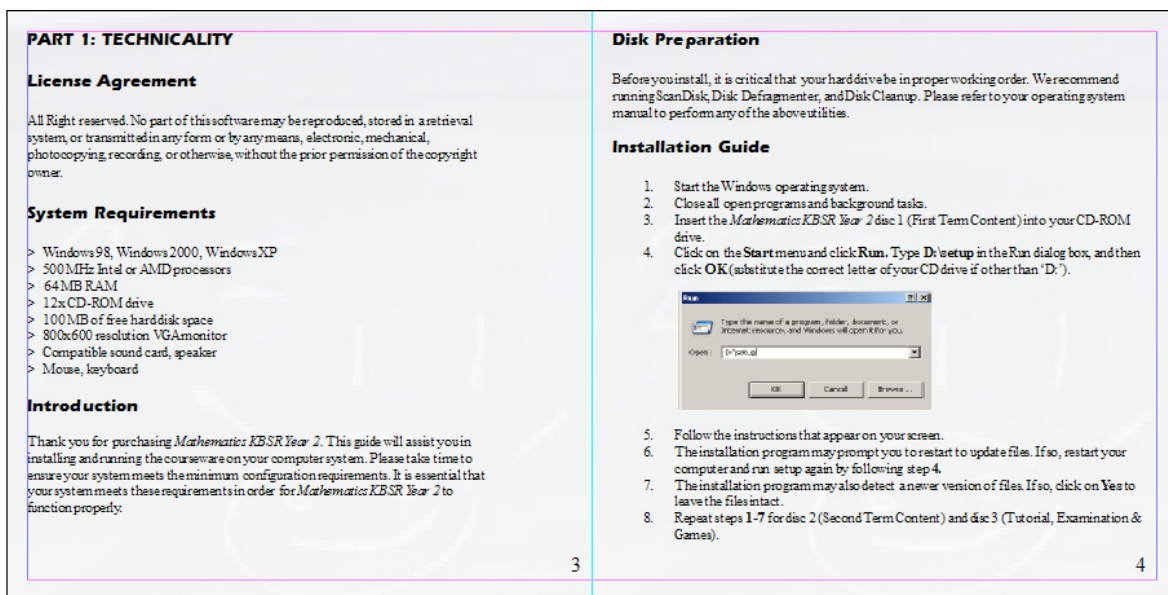 PART 1: TECHNICALITY
License Agreement
All Right reserved. No part of this software may be reproduced, stored in a retrieval
system, or transmitted in any form or by any means, electronic, mechanical,
photocopying, recording, or otherwise, without the prior permission of the copyright
owner.
System Requirements
> Windows 98, Windows 2000, Windows XP
> 500 MHz Intel or AMD processors
> 64 MB RAM
> 12x CD-ROM drive
> 100 MB of free hard disk space
> 800x600 resolution VGA monitor
> Compatible sound card, speaker
> Mouse, keyboard
Introduction
Thank you for purchasing Mathematics KBSR Year 2. This guide will assist you in
installing and running the courseware on your computer system. Please take time to
ensure your system meets the minimum configuration requirements. It is essential that
your system meets these requirements in order for Mathematics KBSR Year 2 to
function properly.
3
Disk Preparation
Before you install, it is critical that your hard drive be in proper working order. We recommend
running ScanDisk, Disk Defragmenter, and Disk Cleanup. Please refer to your operating system
manual to perform any of the above utilities.
Installation Guide
1. Start the Windows operating system.
2. Close all open programs and background tasks.
3. Insert the Mathematics KBSR Year 2 disc 1 (First Term Content) into your CD-ROM
drive.
4. Click on the Start menu and click Run. Type D:\setup in the Run dialog box, and then
click OK (substitute the correct letter of your CD drive if other than ‘D:’).
Run
Type the name of a program, folder, document, or
Internet resource, and Windows will open it for you.
Open : D:\setup
OK Cancel Browse ...
5. Follow the instructions that appear on your screen.
6. The installation program may prompt you to restart to update files. If so, restart your
computer and run setup again by following step 4.
7. The installation program may also detect a newer version of files. If so, click on Yes to
leave the files intact.
8. Repeat steps 1-7 for disc 2 (Second Term Content) and disc 3 (Tutorial, Examination &
Games).
4